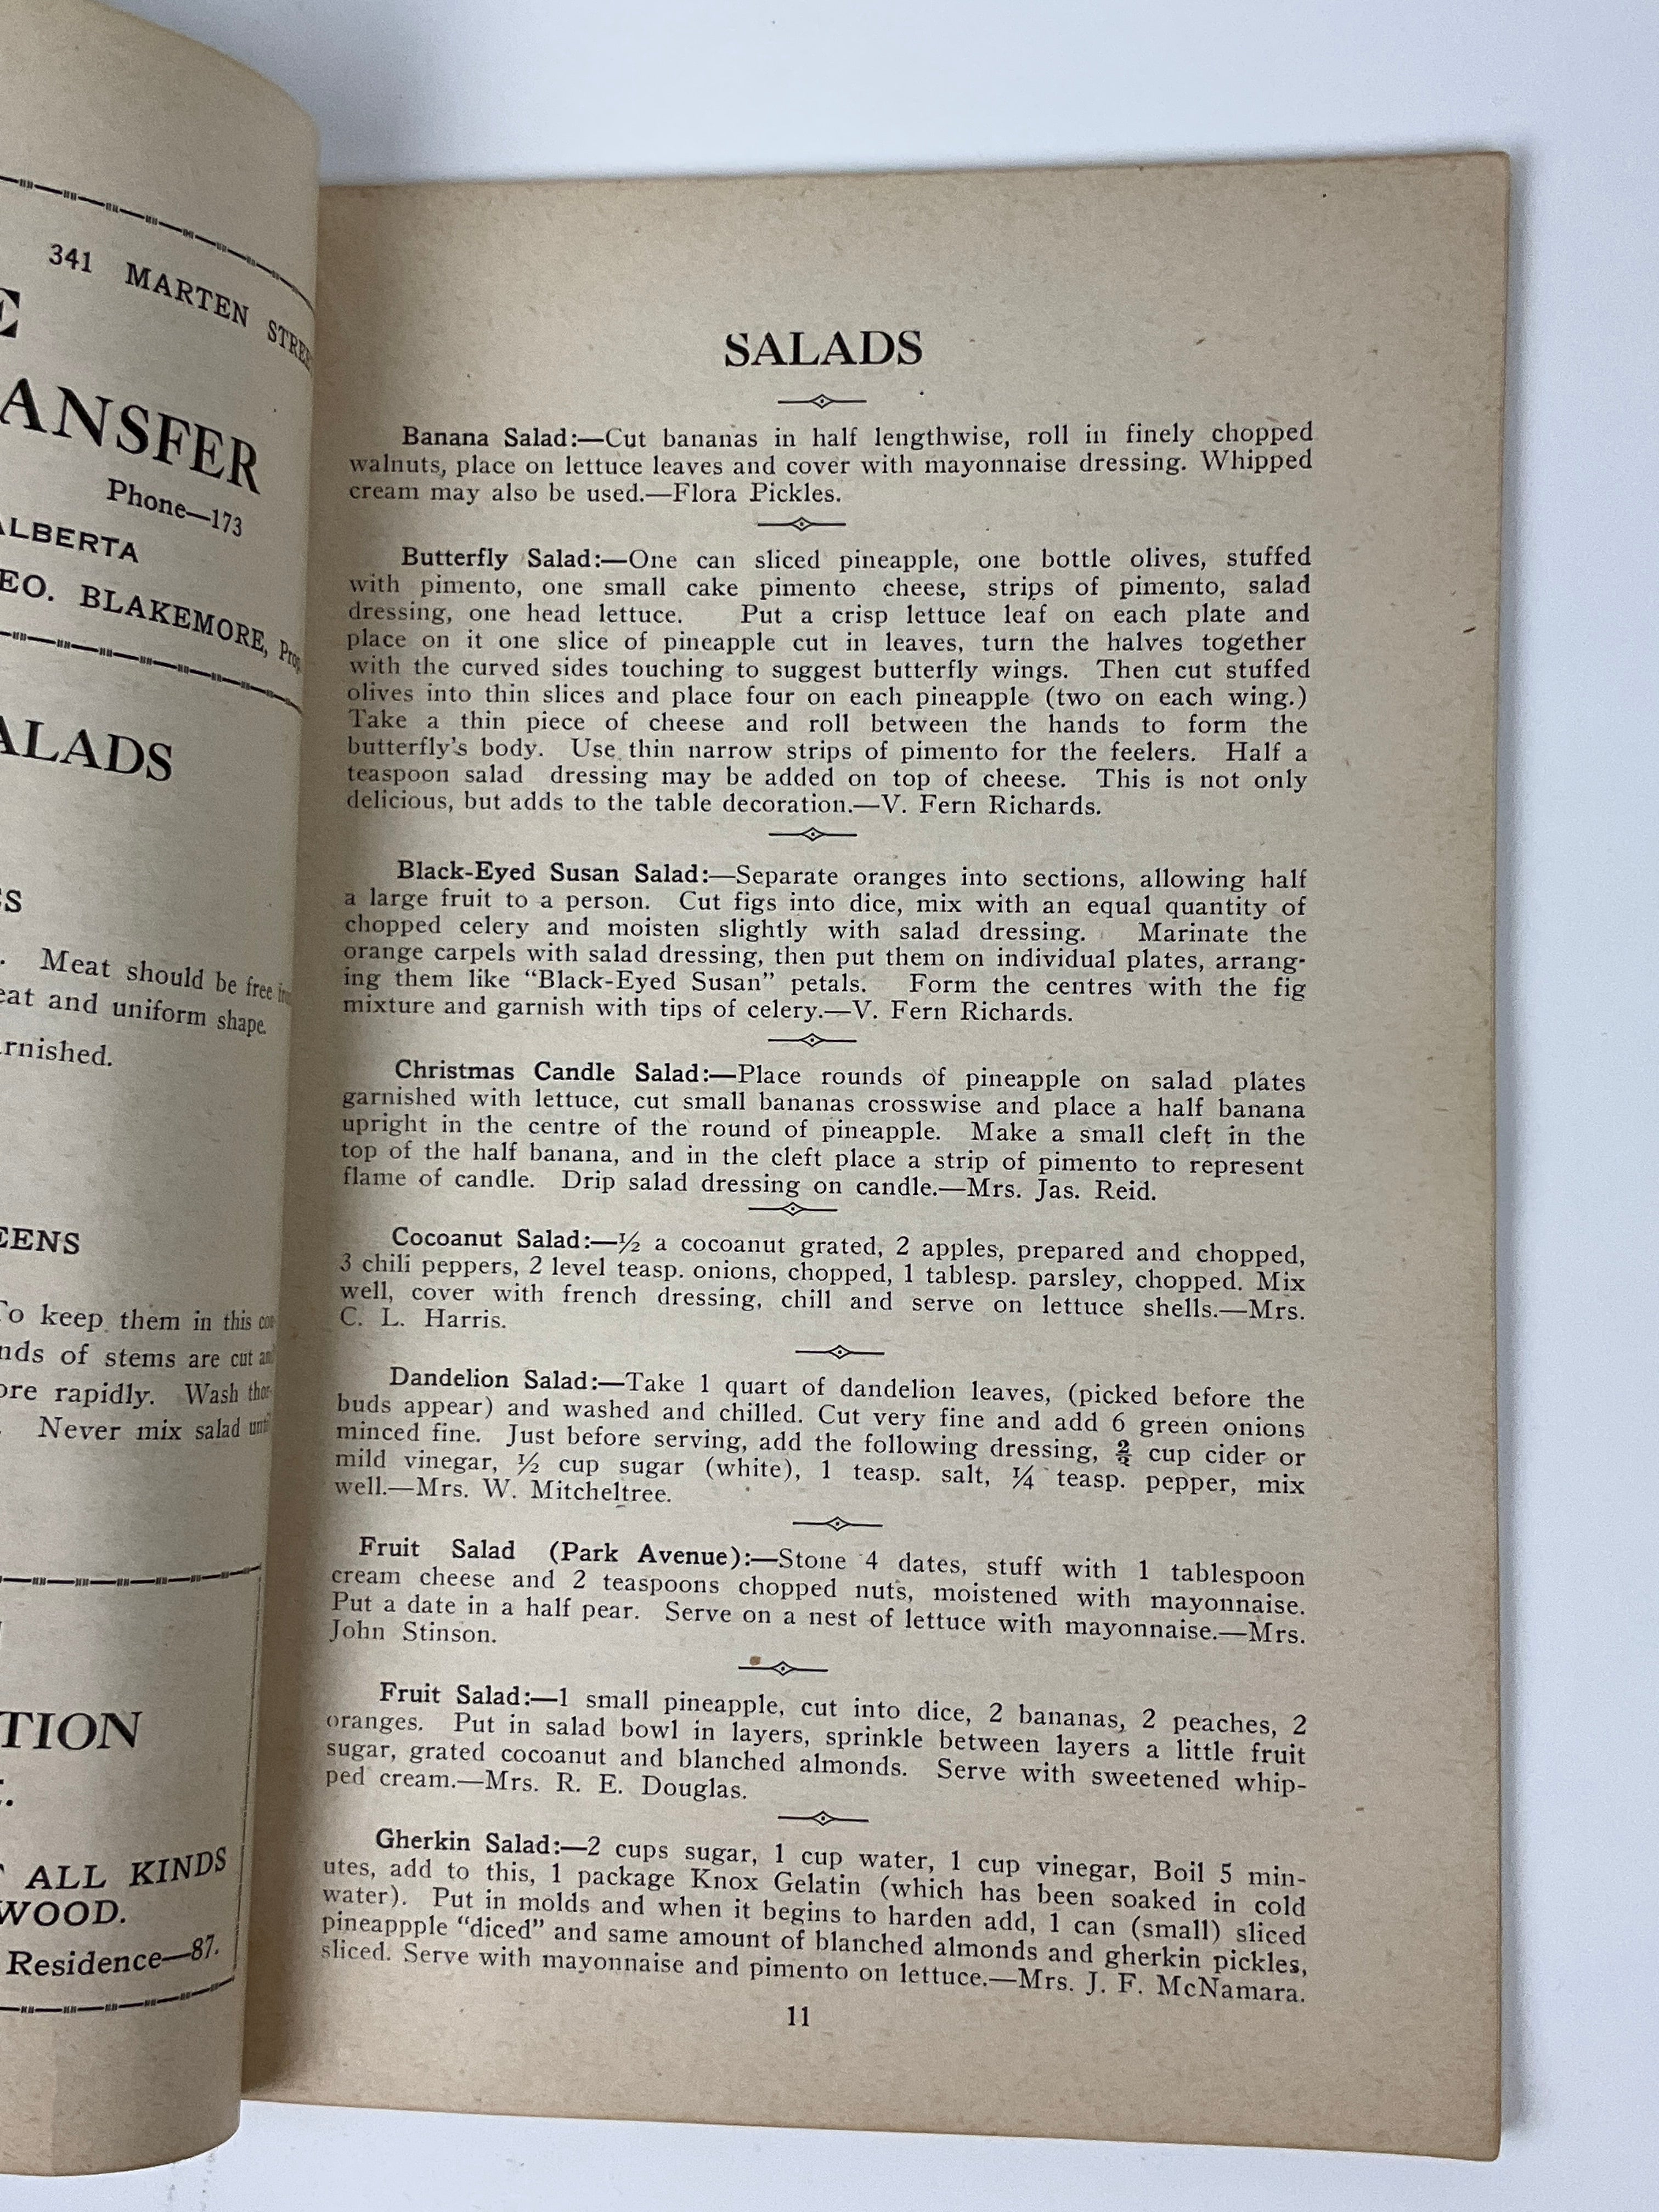 341 MARTEN STREE
E
ANSFER
Phone—173
ALBERTA
EO. BLAKEMORE, Prop
ALADS
GS
. Meat should be free
eat and uniform shape.
arnished.
EENS
To keep them in this
nds of stems are cut
ore rapidly. Wash thor-
. Never mix salad until
TION
E.
ALL KINDS
WOOD.
Residence—87.
SALADS
Banana Salad:—Cut bananas in half lengthwise, roll in finely chopped
walnuts, place on lettuce leaves and cover with mayonnaise dressing. Whipped
cream may also be used.—Flora Pickles.
Butterfly Salad:—One can sliced pineapple, one bottle olives, stuffed
with pimento, one small cake pimento cheese, strips of pimento, salad
dressing, one head lettuce. Put a crisp lettuce leaf on each plate and
place on it one slice of pineapple cut in leaves, turn the halves together
with the curved sides touching to suggest butterfly wings. Then cut stuffed
olives into thin slices and place four on each pineapple (two on each wing.)
Take a thin piece of cheese and roll between the hands to form the
butterfly's body. Use thin narrow strips of pimento for the feelers. Half a
teaspoon salad dressing may be added on top of cheese. This is not only
delicious, but adds to the table decoration.—V. Fern Richards.
Black-Eyed Susan Salad:—Separate oranges into sections, allowing half
a large fruit to a person. Cut figs into dice, mix with an equal quantity of
chopped celery and moisten slightly with salad dressing. Marinate the
orange carpels with salad dressing, then put them on individual plates, arrang-
ing them like "Black-Eyed Susan" petals. Form the centres with the fig
mixture and garnish with tips of celery.—V. Fern Richards.
Christmas Candle Salad:—Place rounds of pineapple on salad plates
garnished with lettuce, cut small bananas crosswise and place a half banana
upright in the centre of the round of pineapple. Make a small cleft in the
top of the half banana, and in the cleft place a strip of pimento to represent
flame of candle. Drip salad dressing on candle.—Mrs. Jas. Reid.
Cocoanut Salad:—½ a cocoanut grated, 2 apples, prepared and chopped,
3 chili peppers, 2 level teasp. onions, chopped, 1 tablesp. parsley, chopped. Mix
well, cover with french dressing, chill and serve on lettuce shells.—Mrs.
C. L. Harris.
Dandelion Salad:—Take 1 quart of dandelion leaves, (picked before the
buds appear) and washed and chilled. Cut very fine and add 6 green onions
minced fine. Just before serving, add the following dressing, ⅔ cup cider or
mild vinegar, ½ cup sugar (white), 1 teasp. salt, ¼ teasp. pepper, mix
well.—Mrs. W. Mitcheltree.
Fruit Salad (Park Avenue):—Stone 4 dates, stuff with 1 tablespoon
cream cheese and 2 teaspoons chopped nuts, moistened with mayonnaise.
Put a date in a half pear. Serve on a nest of lettuce with mayonnaise.—Mrs.
John Stinson.
Fruit Salad:—1 small pineapple, cut into dice, 2 bananas, 2 peaches, 2
oranges. Put in salad bowl in layers, sprinkle between layers a little fruit
sugar, grated cocoanut and blanched almonds. Serve with sweetened whip-
ped cream.—Mrs. R. E. Douglas.
Gherkin Salad:—2 cups sugar, 1 cup water, 1 cup vinegar, Boil 5 min-
utes, add to this, 1 package Knox Gelatin (which has been soaked in cold
water). Put in molds and when it begins to harden add, 1 can (small) sliced
pineappple "diced" and same amount of blanched almonds and gherkin pickles,
sliced. Serve with mayonnaise and pimento on lettuce.—Mrs. J. F. McNamara.
11